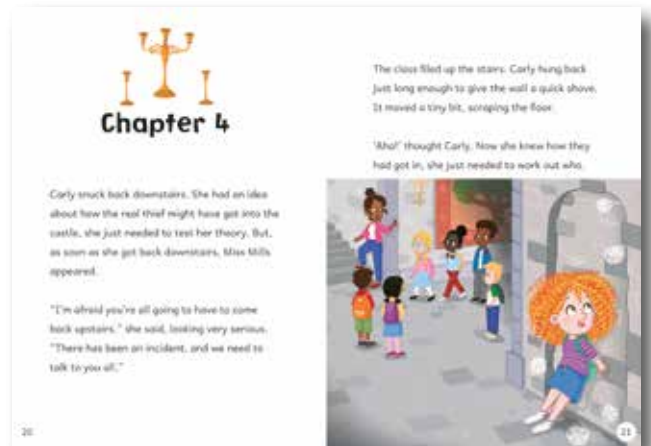 Chapter 4
Carly snuck back downstairs. She had an idea
about how the real thief might have got into the
castle, she just needed to test her theory. But,
as soon as she got back downstairs, Miss Mills
appeared.
"I'm afraid you're all going to have to come
back upstairs," she said, looking very serious.
"There has been an incident, and we need to
talk to you all."
20
The class filed up the stairs. Carly hung back
just long enough to give the wall a quick shove.
It moved a tiny bit, scraping the floor.
'Aha!' thought Carly. Now she knew how they
had got in, she just needed to work out who.
21